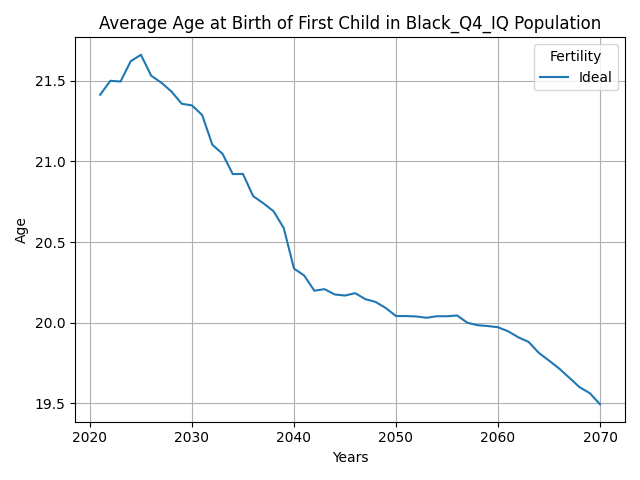 Average Age at Birth of First Child in Black_Q4_IQ Population
Fertility
Ideal
21.5
21.0
20.5
20.0
19.5
Age
2020 2030 2040 2050 2060 2070
Years